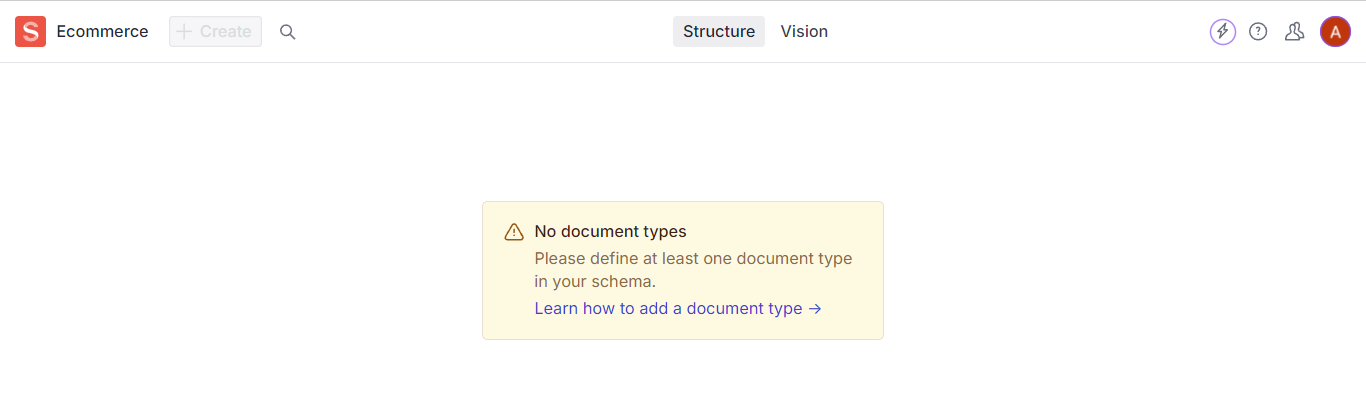 S Ecommerce + Create Structure Vision ? A
No document types
Please define at least one document type
in your schema.
Learn how to add a document type →